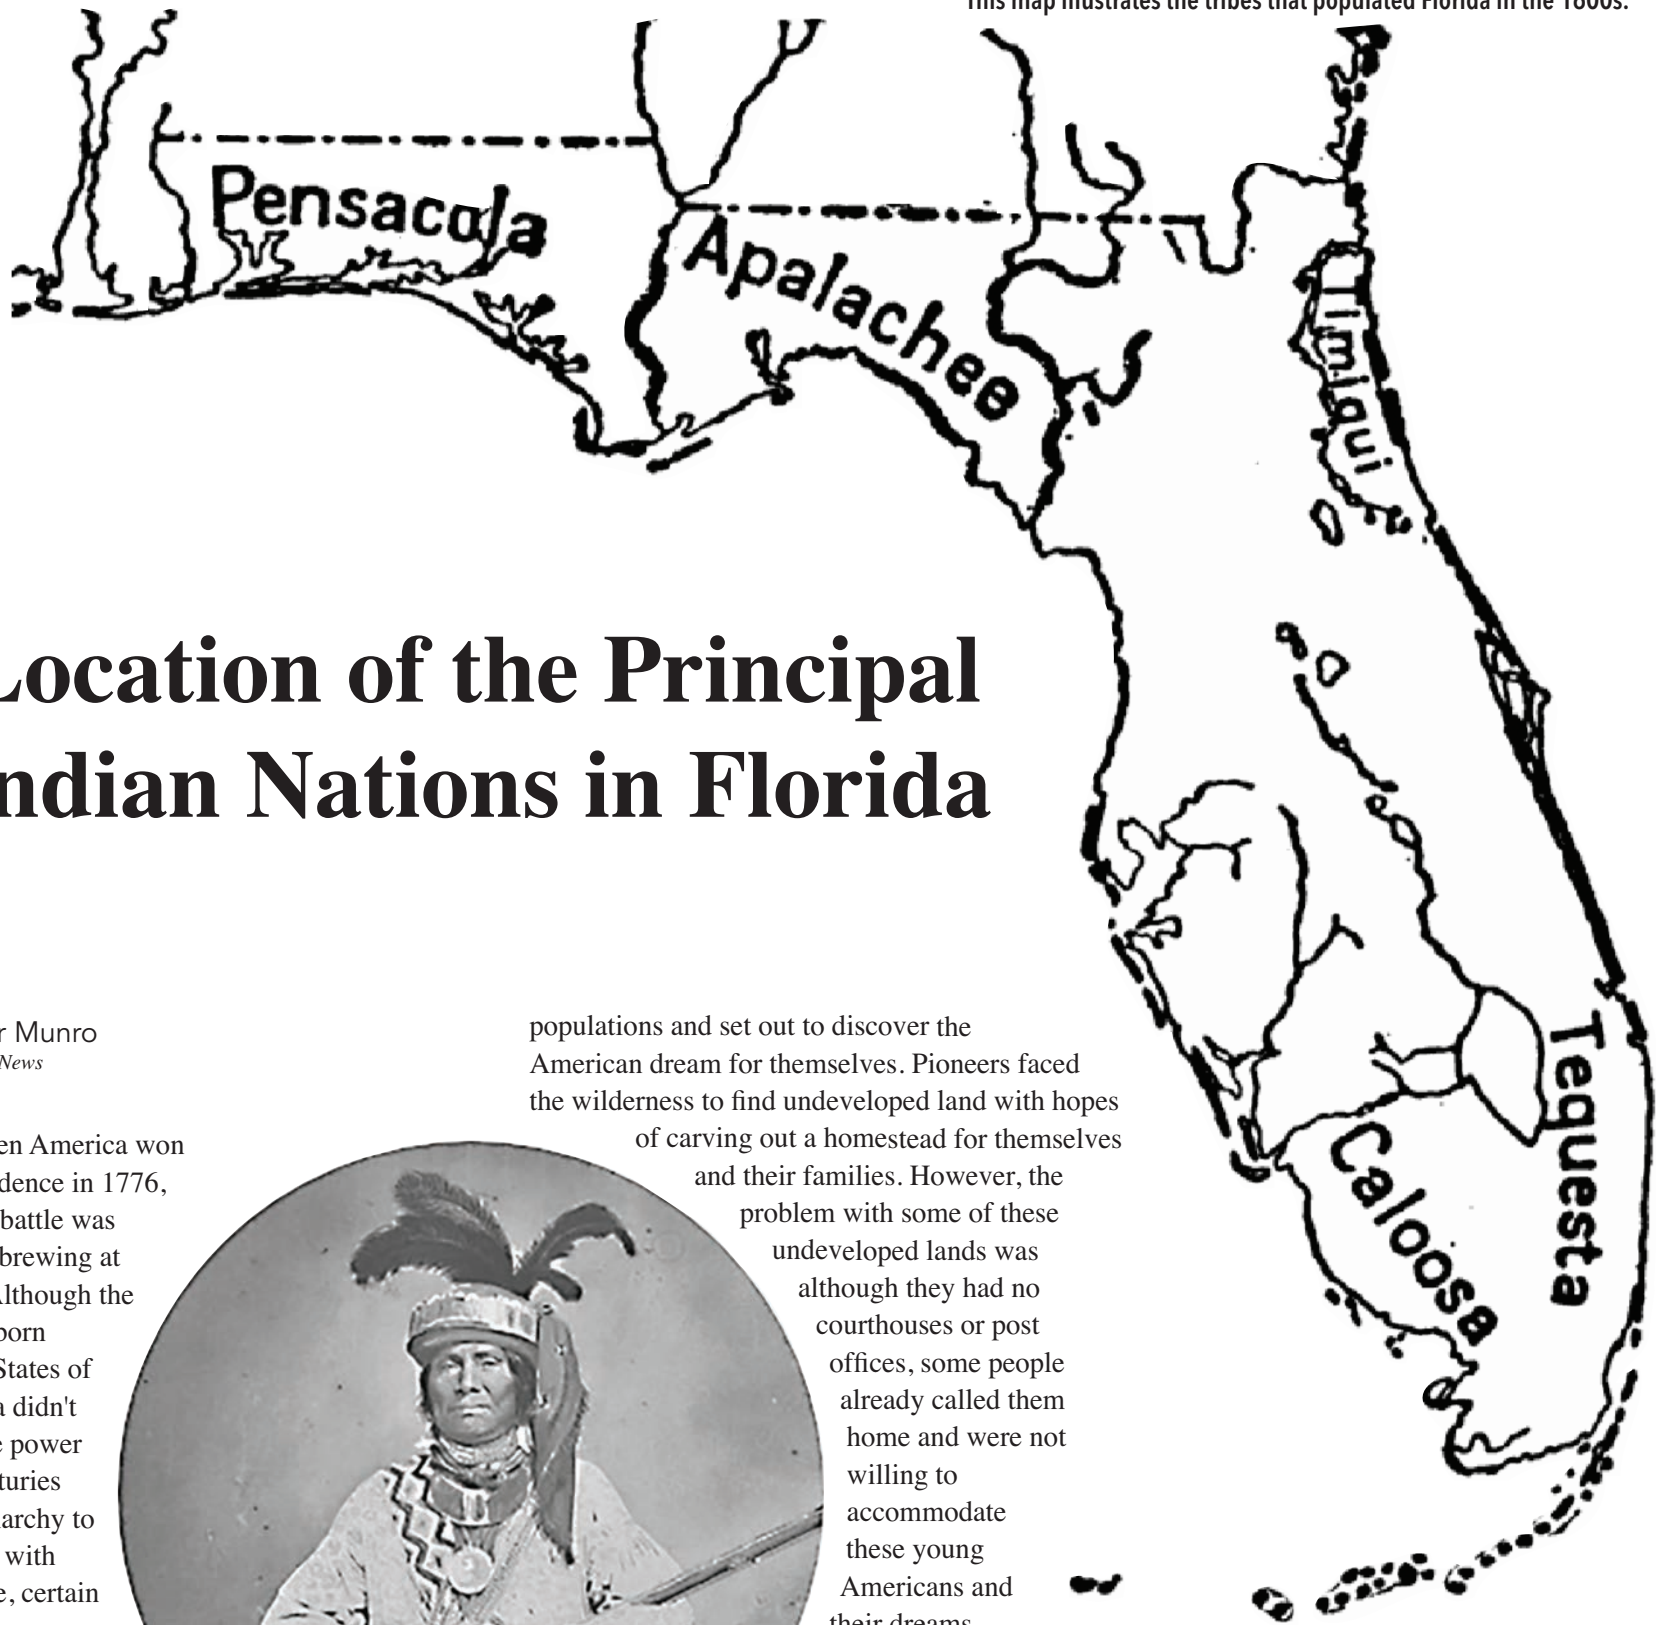 This map illustrates the tribes that populated Florida in the 1600s.
Pensacola
Apalachee
Timiqui
Tequesta
Caloosa
Location of the Principal
ndian Nations in Florida
r Munro
News
en America won
dence in 1776,
battle was
brewing at
Although the
born
States of
a didn't
e power
turies
archy to
with
e, certain
populations and set out to discover the
American dream for themselves. Pioneers faced
the wilderness to find undeveloped land with hopes
of carving out a homestead for themselves
and their families. However, the
problem with some of these
undeveloped lands was
although they had no
courthouses or post
offices, some people
already called them
home and were not
willing to
accommodate
these young
Americans and
their dreams